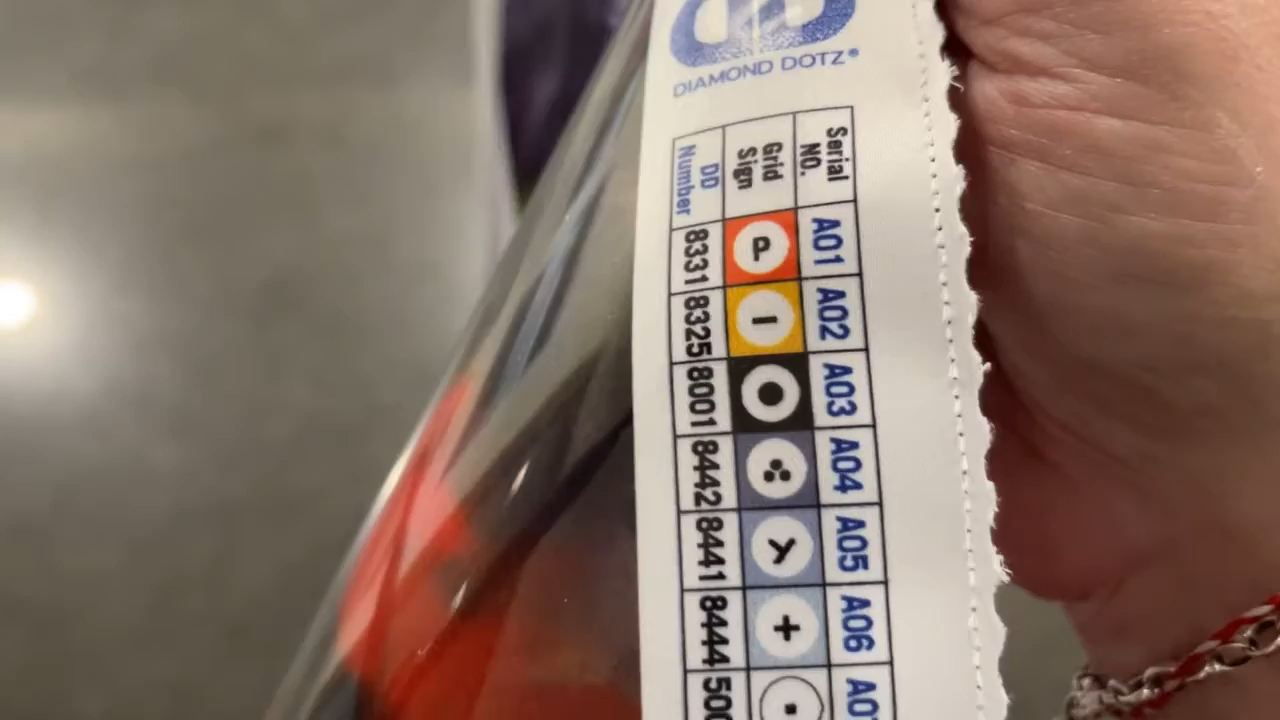 DIAMOND DOTZ®
Serial NO. A01 A02 A03 A04 A05 A06
Grid Sign P I
DD Number 8331 8325 8001 8442 8441 8444